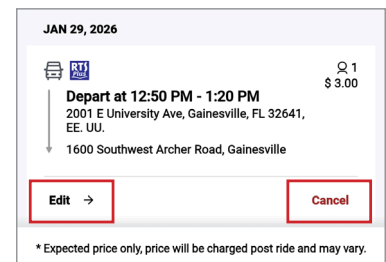 JAN 29, 2026
RTS Plus
1
$ 3.00
Depart at 12:50 PM - 1:20 PM
2001 E University Ave, Gainesville, FL 32641,
EE. UU.
1600 Southwest Archer Road, Gainesville
Edit →
Cancel
* Expected price only, price will be charged post ride and may vary.